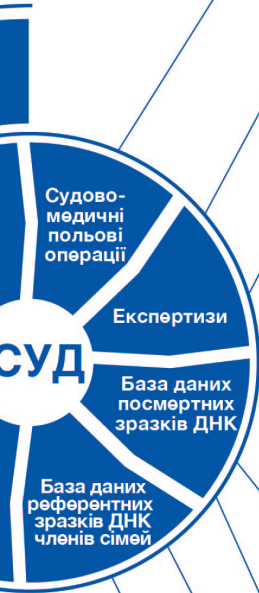 Судово-
медичні
польові
операції
Експертизи
СУД
База даних
посмертних
зразків ДНК
База даних
референтних
зразків ДНК
членів сімей